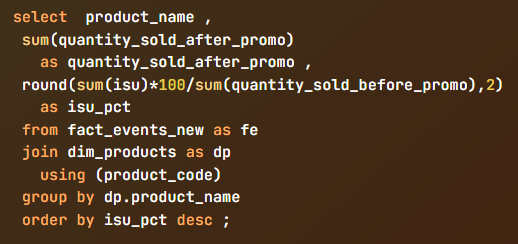 select  product_name ,
sum(quantity_sold_after_promo)
as quantity_sold_after_promo ,
round(sum(isu)*100/sum(quantity_sold_before_promo),2)
as isu_pct
from fact_events_new as fe
join dim_products as dp
using (product_code)
group by dp.product_name
order by isu_pct desc ;